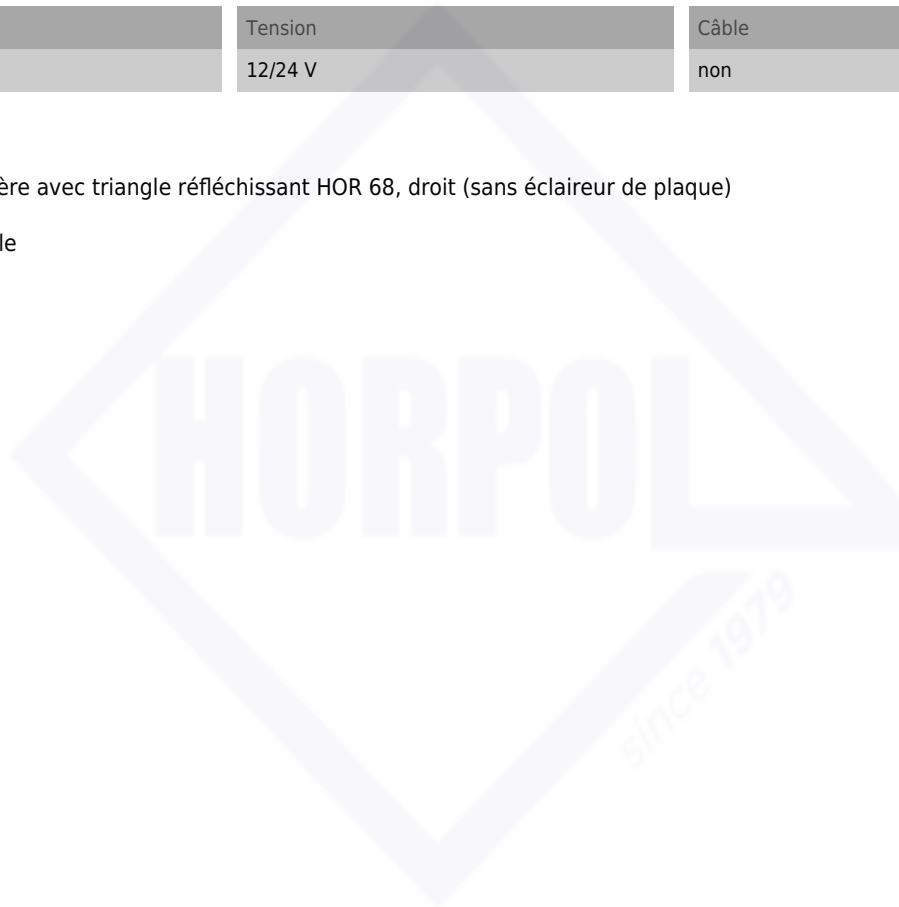 Tension
Câble
12/24 V
non
ère avec triangle réfléchissant HOR 68, droit (sans éclaireur de plaque)
le
HORPOL
since 1979